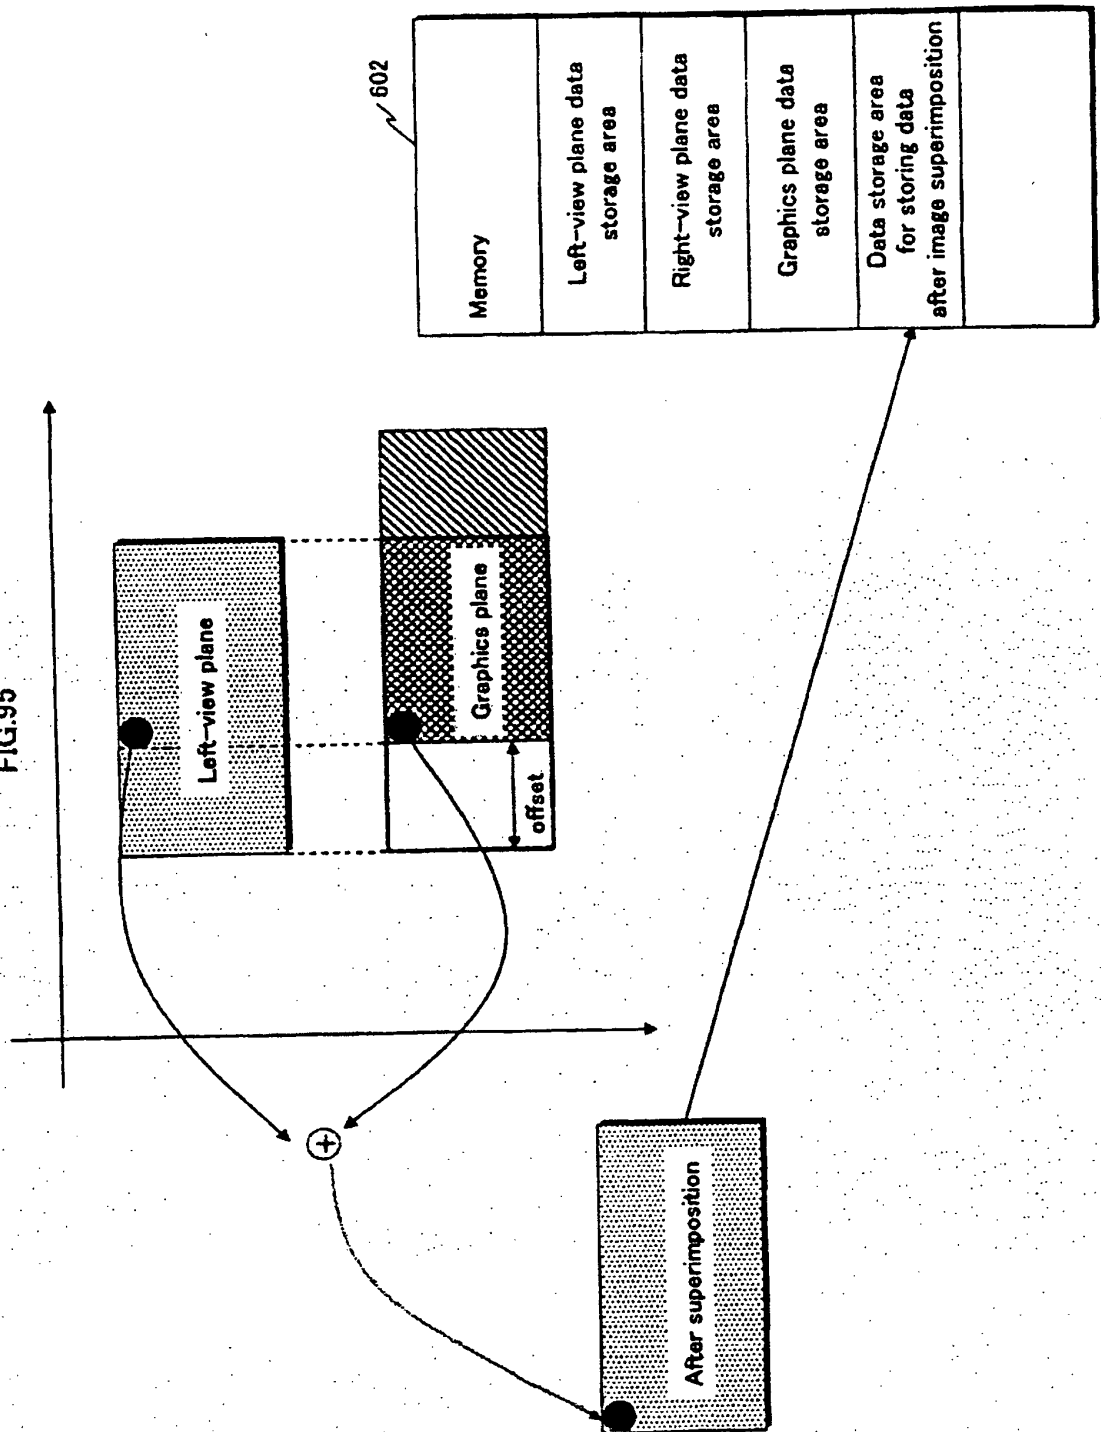 FIG.95
602
Memory
Left-view plane data
storage area
Right-view plane data
storage area
Graphics plane data
storage area
Data storage area
for storing data
after image superimposition
Left-view plane
Graphics plane
offset
+
After superimposition